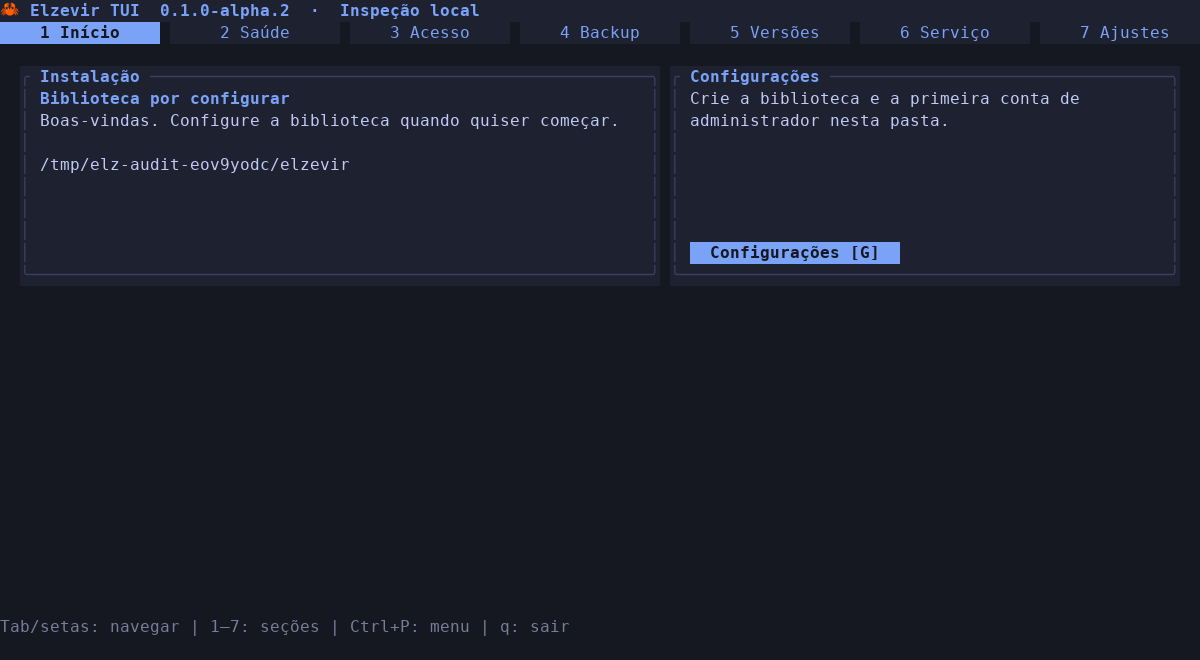 Elzevir TUI  0.1.0-alpha.2  ·  Inspeção local
1 Início  2 Saúde  3 Acesso  4 Backup  5 Versões  6 Serviço  7 Ajustes
Instalação
Biblioteca por configurar
Boas-vindas. Configure a biblioteca quando quiser começar.
/tmp/elz-audit-eov9yodc/elzevir
Configurações
Crie a biblioteca e a primeira conta de
administrador nesta pasta.
Configurações [G]
Tab/setas: navegar | 1–7: seções | Ctrl+P: menu | q: sair